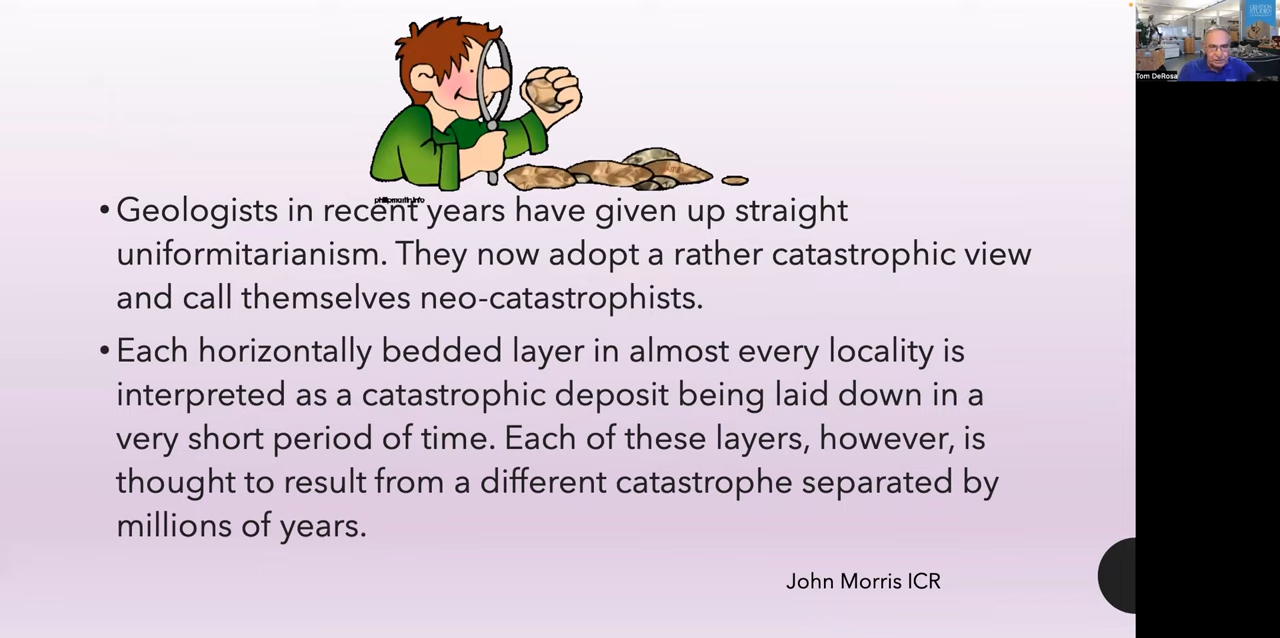 CREATION
STUDIES
Tom DeRosa
• Geologists in recent years have given up straight
uniformitarianism. They now adopt a rather catastrophic view
and call themselves neo-catastrophists.
• Each horizontally bedded layer in almost every locality is
interpreted as a catastrophic deposit being laid down in a
very short period of time. Each of these layers, however, is
thought to result from a different catastrophe separated by
millions of years.
John Morris ICR